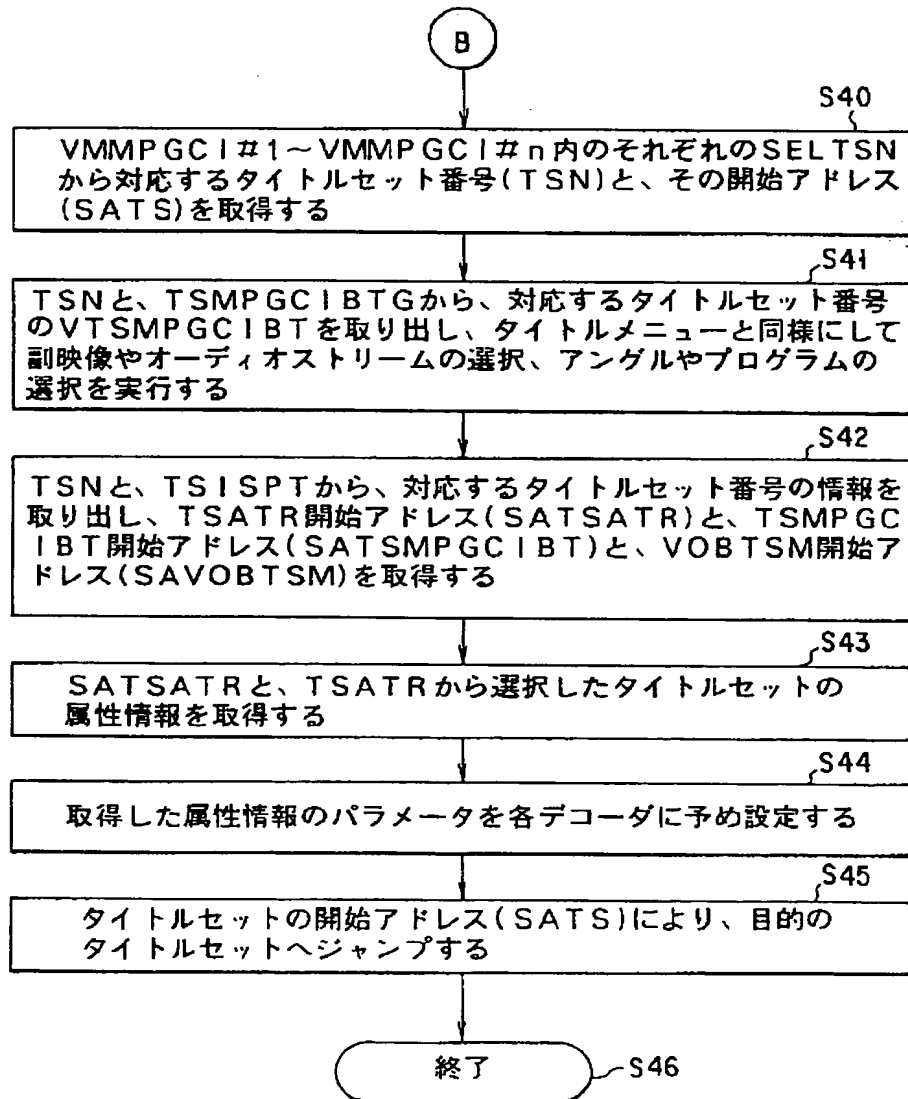 B
S40
VMMPGCI#1～VMMPGCI#n内のそれぞれのSELTSN
から対応するタイトルセット番号(TSN)と、その開始アドレス
(SATS)を取得する
S41
TSNと、TSMPGCIBTGから、対応するタイトルセット番号
のVTSMPGCIBTを取り出し、タイトルメニューと同様にして
副映像やオーディオストリームの選択、アングルやプログラムの
選択を実行する
S42
TSNと、TSISPTから、対応するタイトルセット番号の情報を
取り出し、TSATR開始アドレス(SATSATR)と、TSMPGC
IBT開始アドレス(SATSMPGCIBT)と、VOBTSM開始ア
ドレス(SAVOBTSM)を取得する
S43
SATSATRと、TSATRから選択したタイトルセットの
属性情報を取得する
S44
取得した属性情報のパラメータを各デコーダに予め設定する
S45
タイトルセットの開始アドレス(SATS)により、目的の
タイトルセットへジャンプする
終了
S46